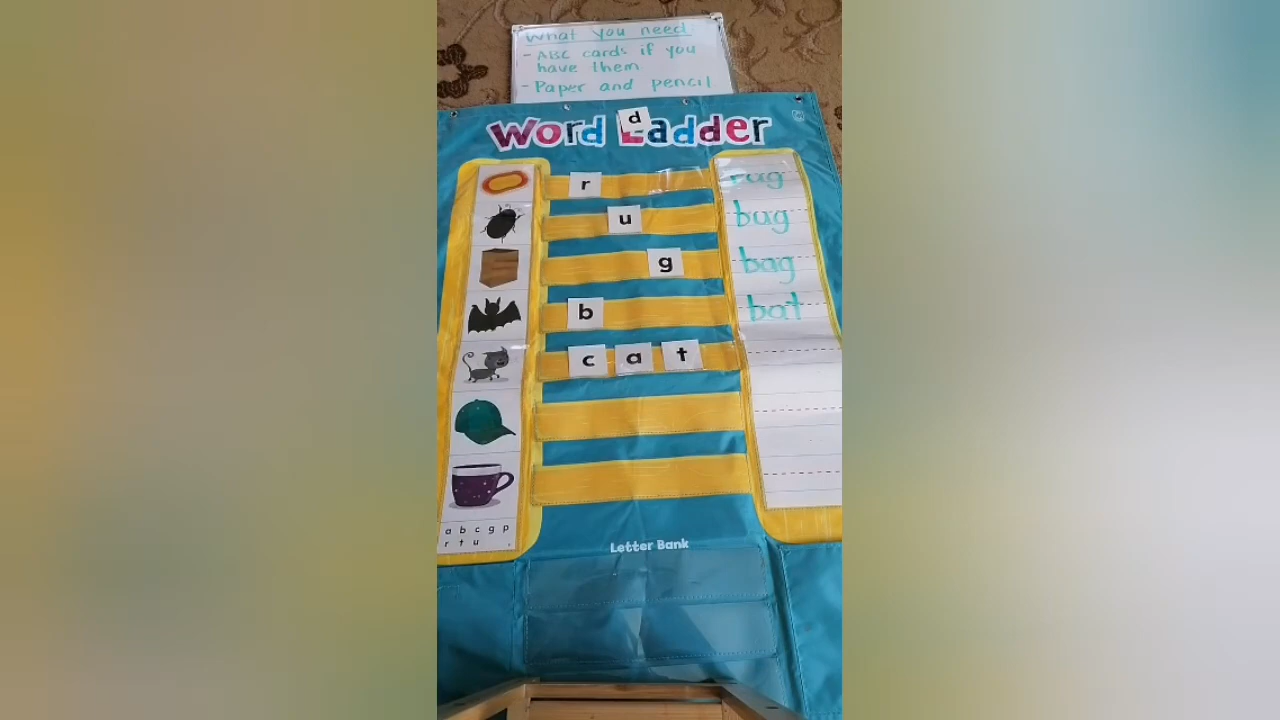 What you need
- ABC cards if you
have them
- Paper and pencil
d
Word Ladder
r
rug
u
bug
g
bag
b
bat
c a t
a b c g p
r t u
Letter Bank